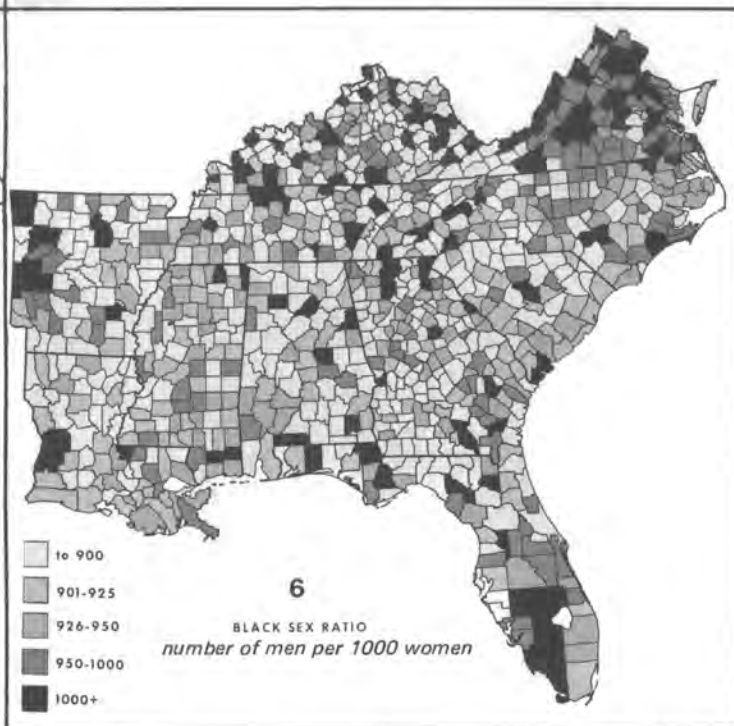 to 900
901-925
926-950
950-1000
1000+
6
BLACK SEX RATIO
number of men per 1000 women